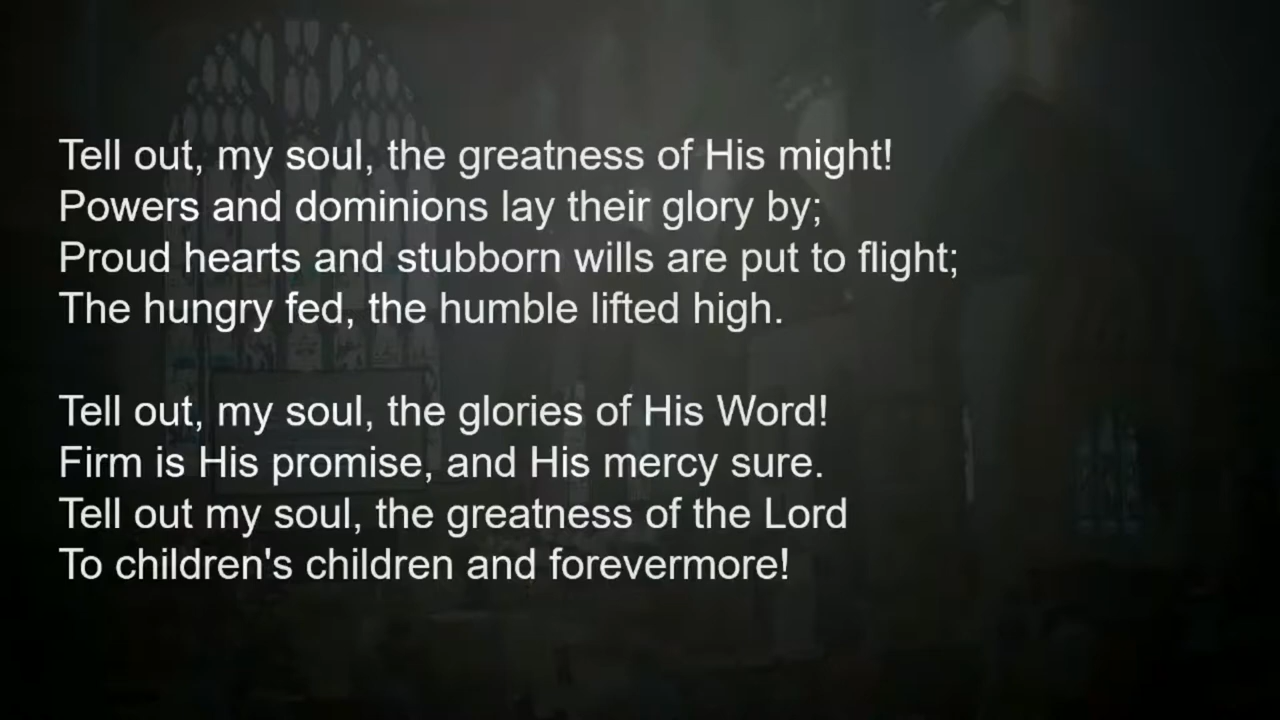 Tell out, my soul, the greatness of His might!
Powers and dominions lay their glory by;
Proud hearts and stubborn wills are put to flight;
The hungry fed, the humble lifted high.
Tell out, my soul, the glories of His Word!
Firm is His promise, and His mercy sure.
Tell out my soul, the greatness of the Lord
To children's children and forevermore!